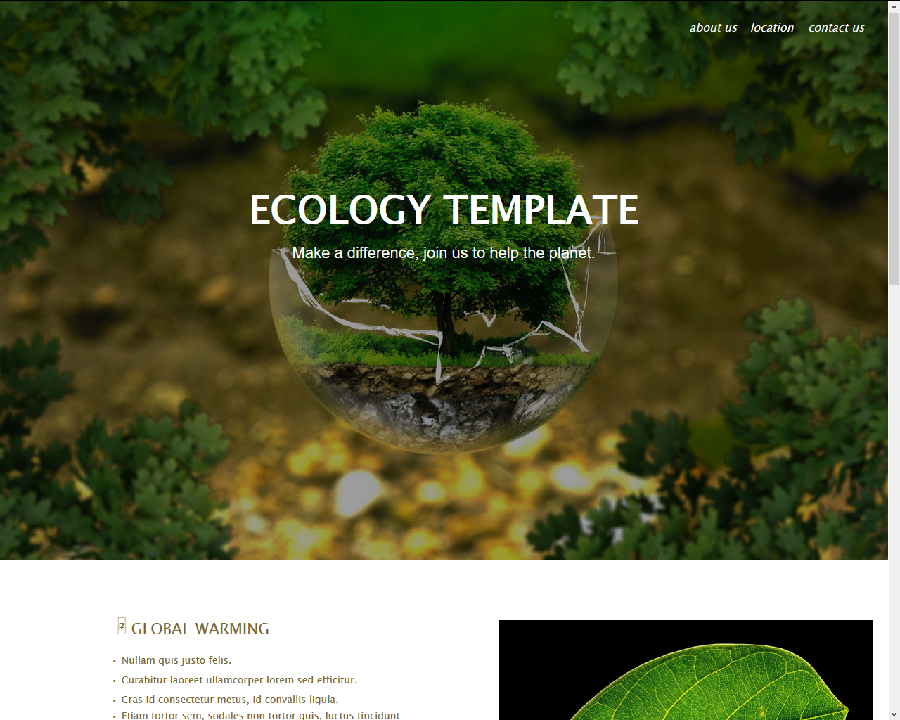 about us location contact us
ECOLOGY TEMPLATE
Make a difference, join us to help the planet.
GLOBAL WARMING
Nullam quis justo felis.
Curabitur laoreet ullamcorper lorem sed efficitur.
Cras id consectetur metus, id convallis ligula.
Etiam tortor sem, sodales non tortor quis, luctus tincidunt